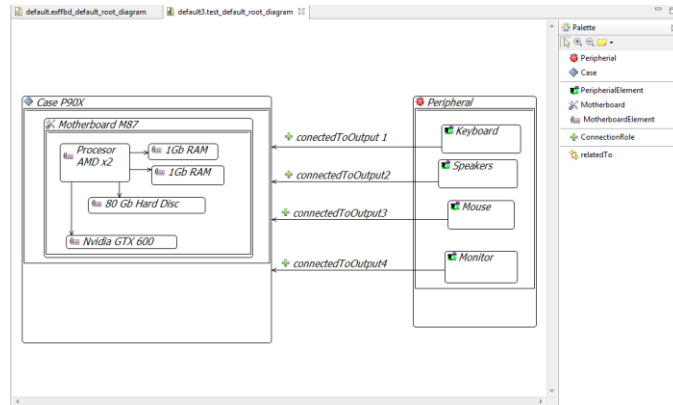 default.exffbd_default_root_diagram
default3.test_default_root_diagram
Palette
Peripherial
Case
PeripherialElement
Motherboard
MotherboardElement
ConnectionRole
relatedTo
Case P90X
Motherboard M87
Procesor
AMD x2
1Gb RAM
1Gb RAM
80 Gb Hard Disc
Nvidia GTX 600
conectedToOutput 1
connectedToOutput2
connectedToOutput3
connectedToOutput4
Peripheral
Keyboard
Speakers
Mouse
Monitor